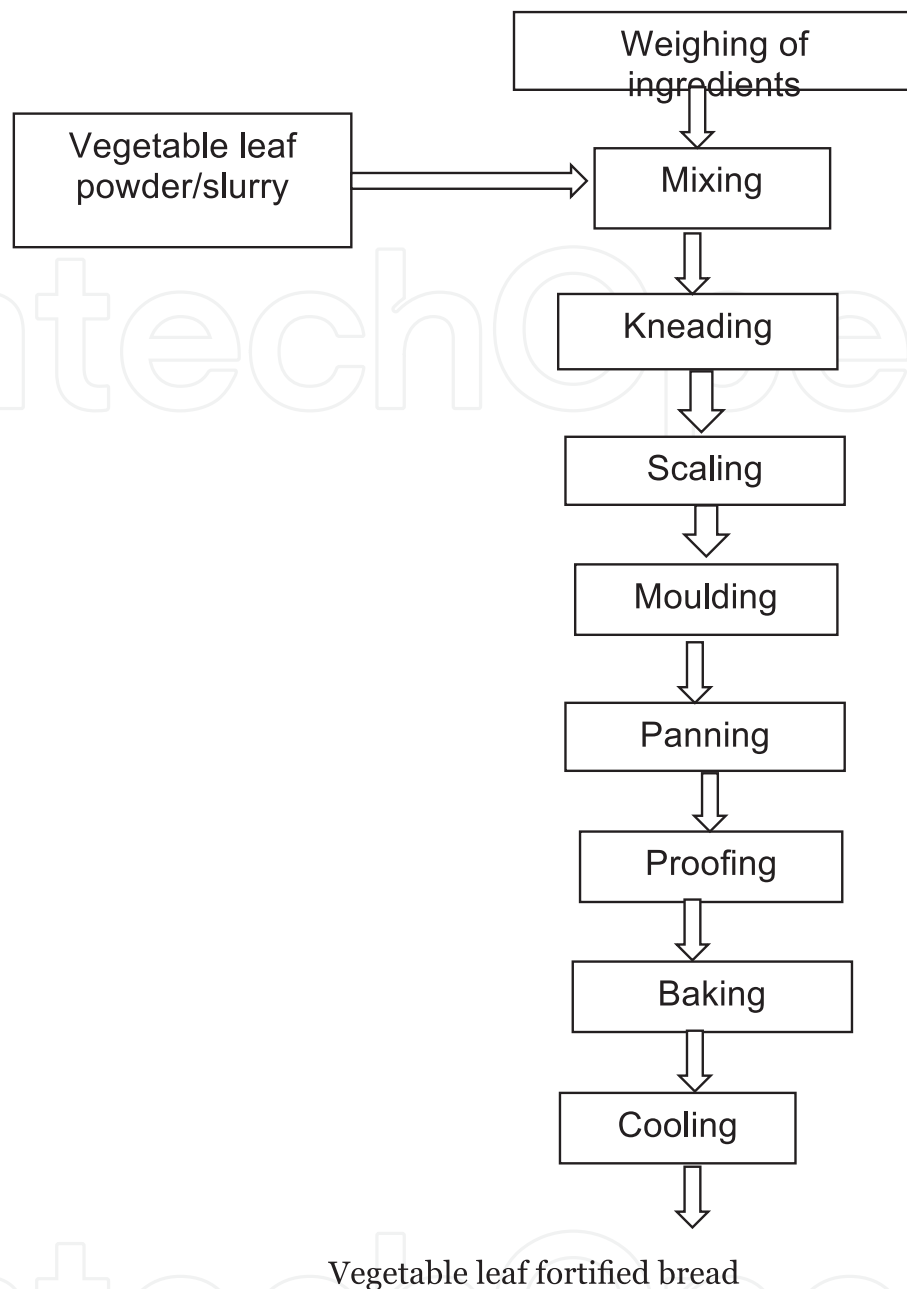 Weighing of
ingredients
Vegetable leaf
powder/slurry
Mixing
Kneading
Scaling
Moulding
Panning
Proofing
Baking
Cooling
Vegetable leaf fortified bread